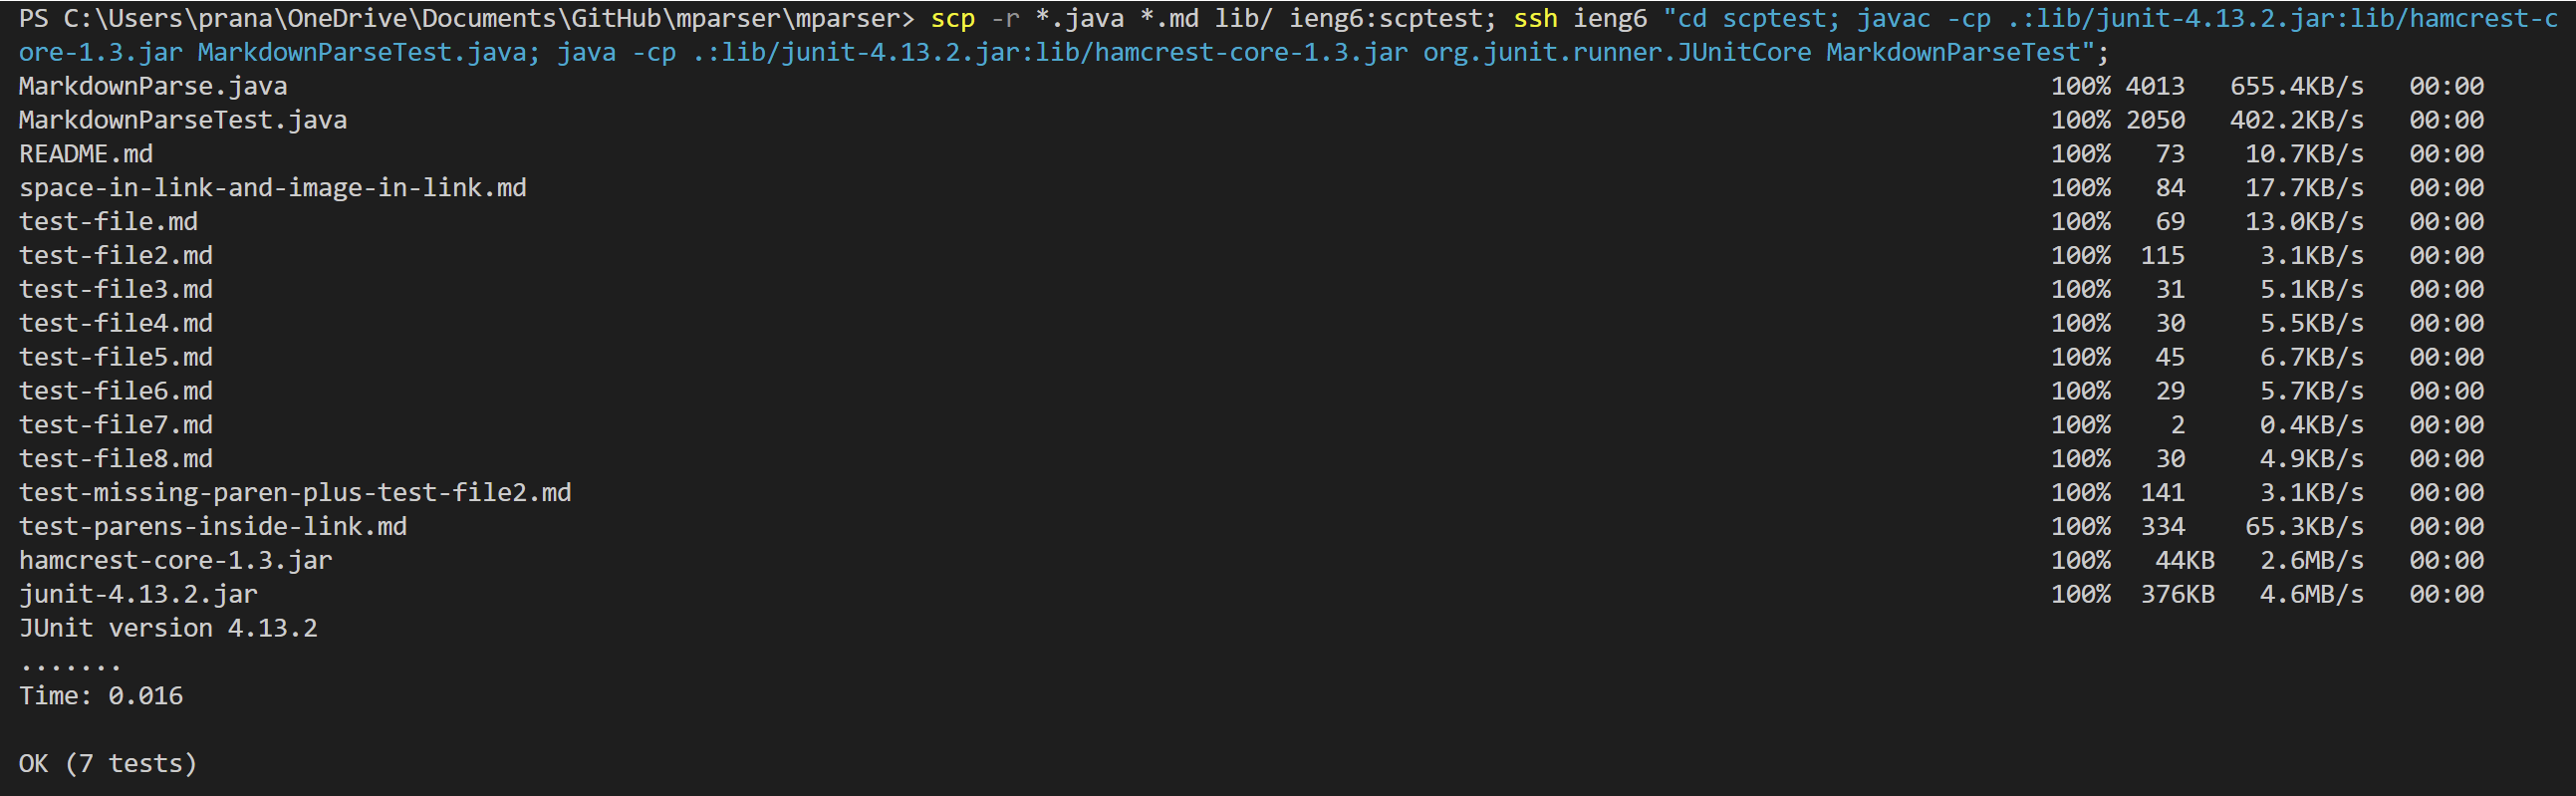 PS C:\Users\prana\OneDrive\Documents\GitHub\mparser\mparser> scp -r *.java *.md lib/ ieng6:scptest; ssh ieng6 "cd scptest; javac -cp .:lib/junit-4.13.2.jar:lib/hamcrest-c
ore-1.3.jar MarkdownParseTest.java; java -cp .:lib/junit-4.13.2.jar:lib/hamcrest-core-1.3.jar org.junit.runner.JUnitCore MarkdownParseTest";
MarkdownParse.java 100% 4013 655.4KB/s 00:00
MarkdownParseTest.java 100% 2050 402.2KB/s 00:00
README.md 100% 73 10.7KB/s 00:00
space-in-link-and-image-in-link.md 100% 84 17.7KB/s 00:00
test-file.md 100% 69 13.0KB/s 00:00
test-file2.md 100% 115 3.1KB/s 00:00
test-file3.md 100% 31 5.1KB/s 00:00
test-file4.md 100% 30 5.5KB/s 00:00
test-file5.md 100% 45 6.7KB/s 00:00
test-file6.md 100% 29 5.7KB/s 00:00
test-file7.md 100% 2 0.4KB/s 00:00
test-file8.md 100% 30 4.9KB/s 00:00
test-missing-paren-plus-test-file2.md 100% 141 3.1KB/s 00:00
test-parens-inside-link.md 100% 334 65.3KB/s 00:00
hamcrest-core-1.3.jar 100% 44KB 2.6MB/s 00:00
junit-4.13.2.jar 100% 376KB 4.6MB/s 00:00
JUnit version 4.13.2
.......
Time: 0.016
OK (7 tests)